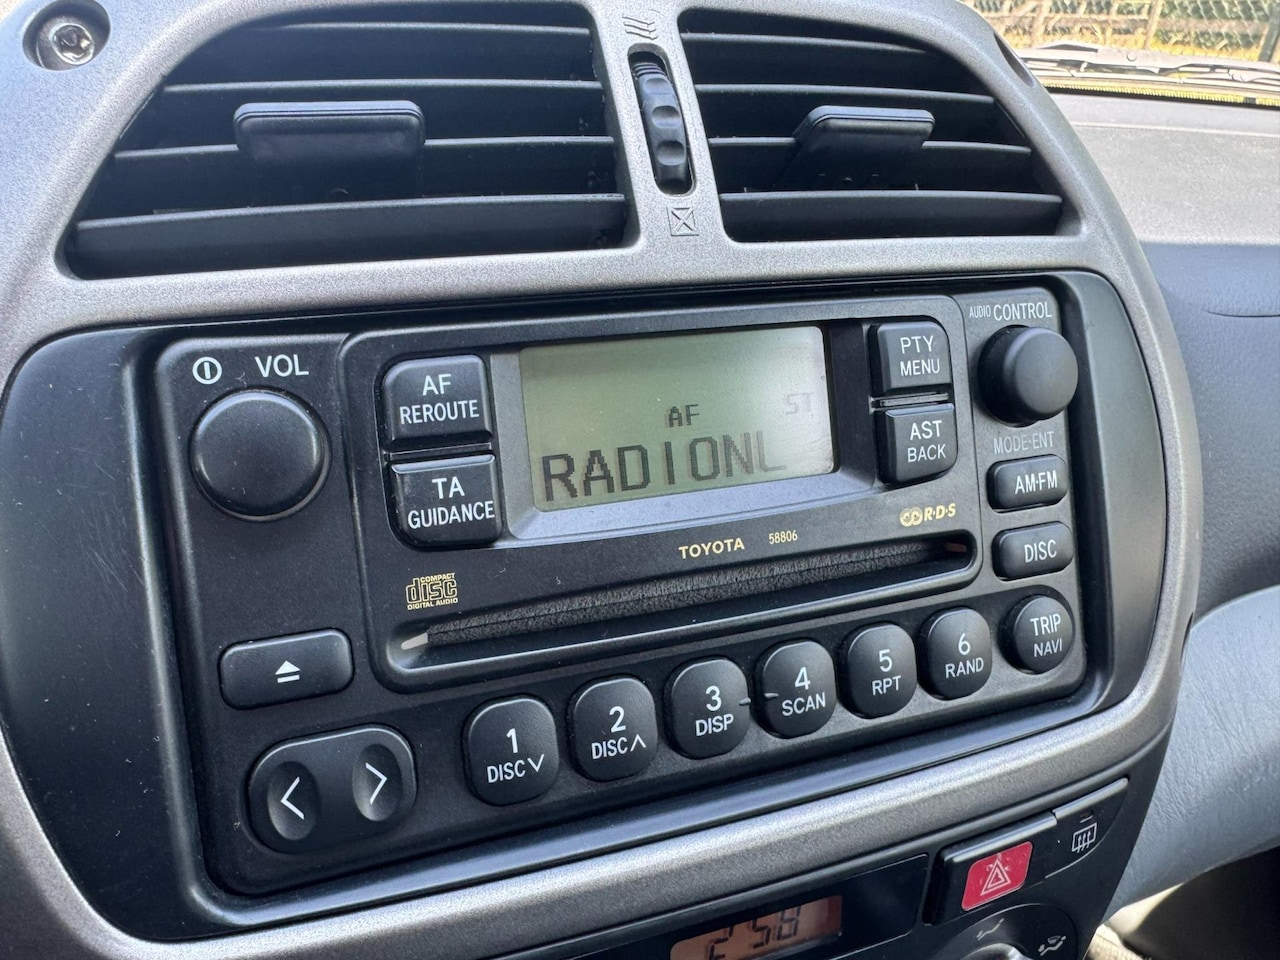 VOL
AF
REROUTE
TA
GUIDANCE
AF
ST
RADIONL
PTY
MENU
AST
BACK
AUDIO CONTROL
MODE·ENT
AM·FM
DISC
TRIP
NAVI
R·D·S
TOYOTA 58806
COMPACT
disc
DIGITAL AUDIO
1
DISC
2
DISC
3
DISP
4
SCAN
5
RPT
6
RAND
2:58